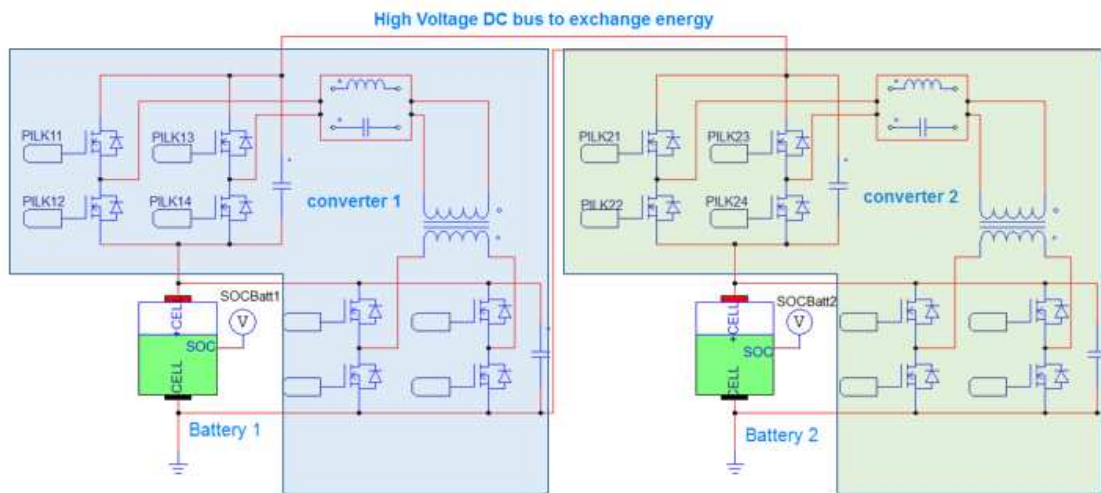 High Voltage DC bus to exchange energy
PILK11
PILK13
PILK12
PILK14
converter 1
SOCBatt1
V
+CELL
SOC
CELL
Battery 1
PILK21
PILK23
PILK22
PILK24
converter 2
SOCBatt2
V
+CELL
SOC
CELL
Battery 2